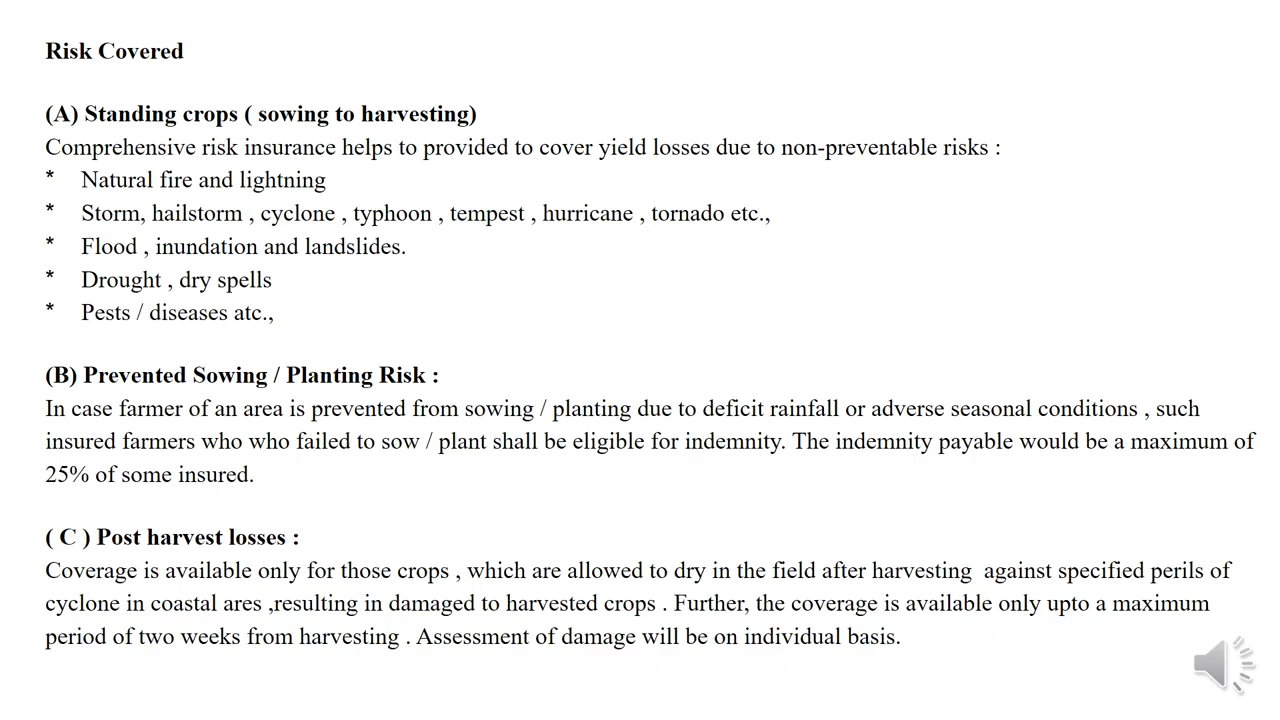 Risk Covered
(A) Standing crops ( sowing to harvesting)
Comprehensive risk insurance helps to provided to cover yield losses due to non-preventable risks :
* Natural fire and lightning
* Storm, hailstorm , cyclone , typhoon , tempest , hurricane , tornado etc.,
* Flood , inundation and landslides.
* Drought , dry spells
* Pests / diseases atc.,
(B) Prevented Sowing / Planting Risk :
In case farmer of an area is prevented from sowing / planting due to deficit rainfall or adverse seasonal conditions , such
insured farmers who who failed to sow / plant shall be eligible for indemnity. The indemnity payable would be a maximum of
25% of some insured.
( C ) Post harvest losses :
Coverage is available only for those crops , which are allowed to dry in the field after harvesting  against specified perils of
cyclone in coastal ares ,resulting in damaged to harvested crops . Further, the coverage is available only upto a maximum
period of two weeks from harvesting . Assessment of damage will be on individual basis.